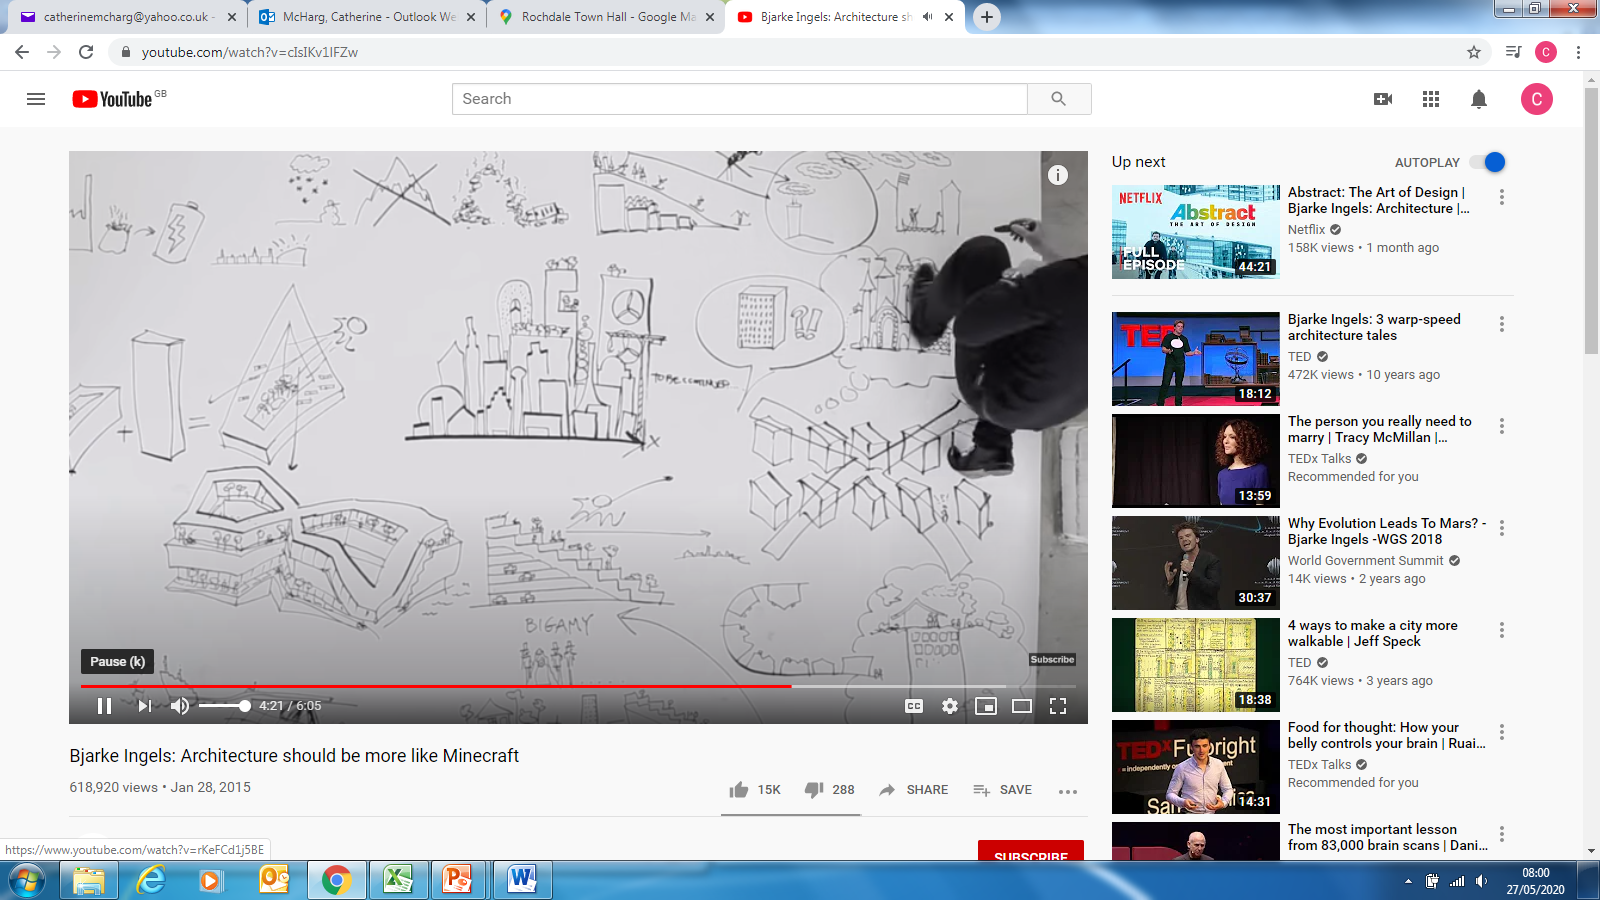 catherinemcharg@yahoo.co.uk -
McHarg, Catherine - Outlook We
Rochdale Town Hall - Google Ma
Bjarke Ingels: Architecture sh
youtube.com/watch?v=cIsIKv1lFZw
C
YouTube GB
Search
C
TO BE CONTINUED
BIGAMY
Pause (k)
Subscribe
4:21 / 6:05
CC
Bjarke Ingels: Architecture should be more like Minecraft
618,920 views • Jan 28, 2015
15K
288
SHARE
SAVE
SUBSCRIBE
Up next
AUTOPLAY
NETFLIX
Abstract
THE ART OF DESIGN
FULL
EPISODE
44:21
Abstract: The Art of Design |
Bjarke Ingels: Architecture |...
Netflix
158K views • 1 month ago
TED
18:12
Bjarke Ingels: 3 warp-speed
architecture tales
TED
472K views • 10 years ago
13:59
The person you really need to
marry | Tracy McMillan |...
TEDx Talks
Recommended for you
30:37
Why Evolution Leads To Mars? -
Bjarke Ingels -WGS 2018
World Government Summit
14K views • 2 years ago
18:38
4 ways to make a city more
walkable | Jeff Speck
TED
764K views • 3 years ago
TEDx
14:31
Food for thought: How your
belly controls your brain | Ruai...
TEDx Talks
Recommended for you
The most important lesson
from 83,000 brain scans | Dani...
https://www.youtube.com/watch?v=rKeFCd1j5BE
08:00
27/05/2020